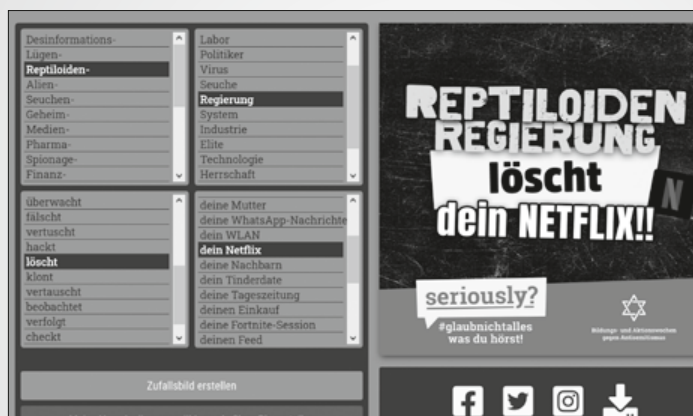 Desinformations-
Lügen-
Reptiloiden-
Alien-
Seuchen-
Geheim-
Medien-
Pharma-
Spionage-
Finanz-
Labor
Politiker
Virus
Seuche
Regierung
System
Industrie
Elite
Technologie
Herrschaft
überwacht
fälscht
vertuscht
hackt
löscht
klont
vertauscht
beobachtet
verfolgt
checkt
deine Mutter
deine WhatsApp-Nachrichte
dein WLAN
dein Netflix
deine Nachbarn
dein Tinderdate
deine Tageszeitung
deinen Einkauf
deine Fortnite-Session
deinen Feed
Zufallsbild erstellen
REPTILOIDEN
REGIERUNG
löscht
N
dein NETFLIX!!
seriously?
#glaubnichtalles
was du hörst!
Bildungs- und Aktionswochen
gegen Antisemitismus